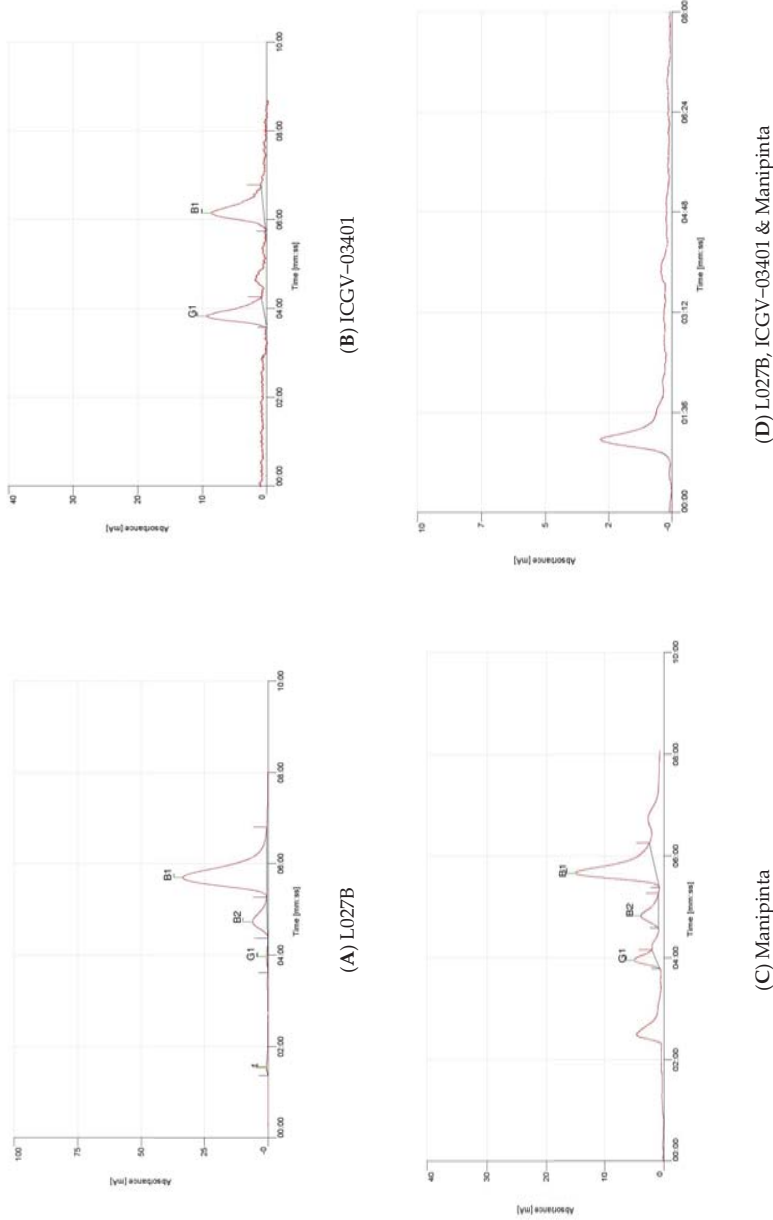 100
75
50
25
-0
Absorbance [mA]
G1
B2
B1
00:00
02:00
04:00
06:00
08:00
10:00
Time [mm:ss]
(A) L027B
40
30
20
10
0
Absorbance [mA]
G1
B1
00:00
02:00
04:00
06:00
08:00
10:00
Time [mm:ss]
(B) ICGV–03401
40
30
20
10
0
Absorbance [mA]
G1
B2
B1
00:00
02:00
04:00
06:00
08:00
10:00
Time [mm:ss]
(C) Manipinta
10
7
5
2
-0
Absorbance [mA]
00:00
01:36
03:12
04:48
06:24
08:00
Time [mm:ss]
(D) L027B, ICGV–03401 & Manipinta